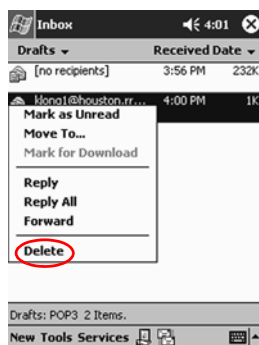 Inbox 4:01
Drafts Received Date
[no recipients] 3:56 PM 232K
klong1@houston.rr... 4:00 PM 1K
Mark as Unread
Move To...
Mark for Download
Reply
Reply All
Forward
Delete
Drafts: POP3 2 Items.
New Tools Services